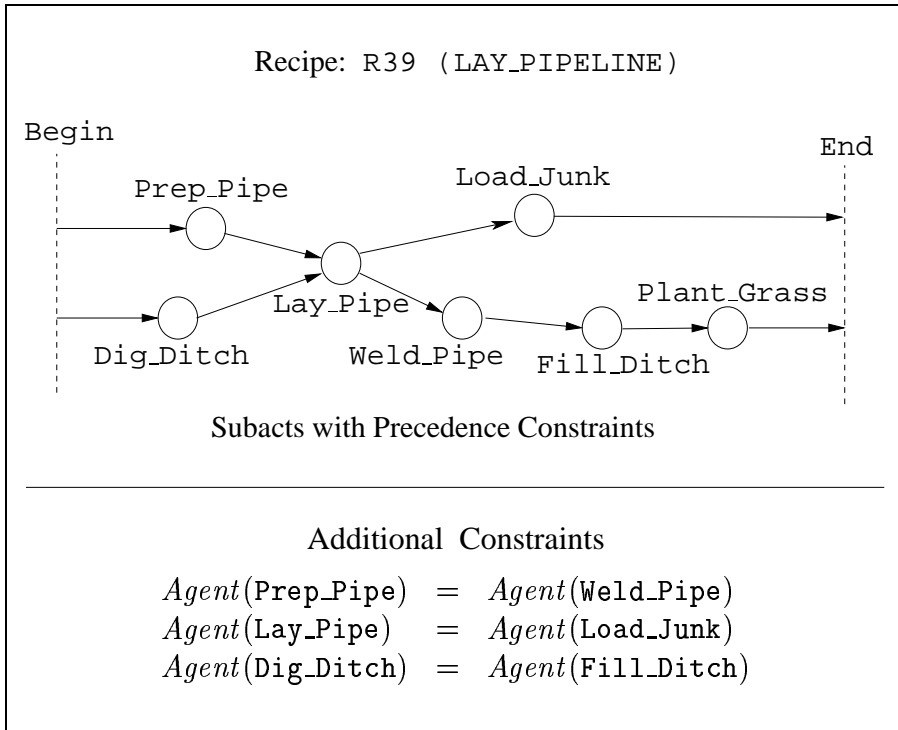 Recipe: R39 (LAY_PIPELINE)
Begin
End
Prep_Pipe
Load_Junk
Lay_Pipe
Plant_Grass
Dig_Ditch
Weld_Pipe
Fill_Ditch
Subacts with Precedence Constraints
Additional Constraints
Agent(Prep_Pipe) = Agent(Weld_Pipe)
Agent(Lay_Pipe) = Agent(Load_Junk)
Agent(Dig_Ditch) = Agent(Fill_Ditch)